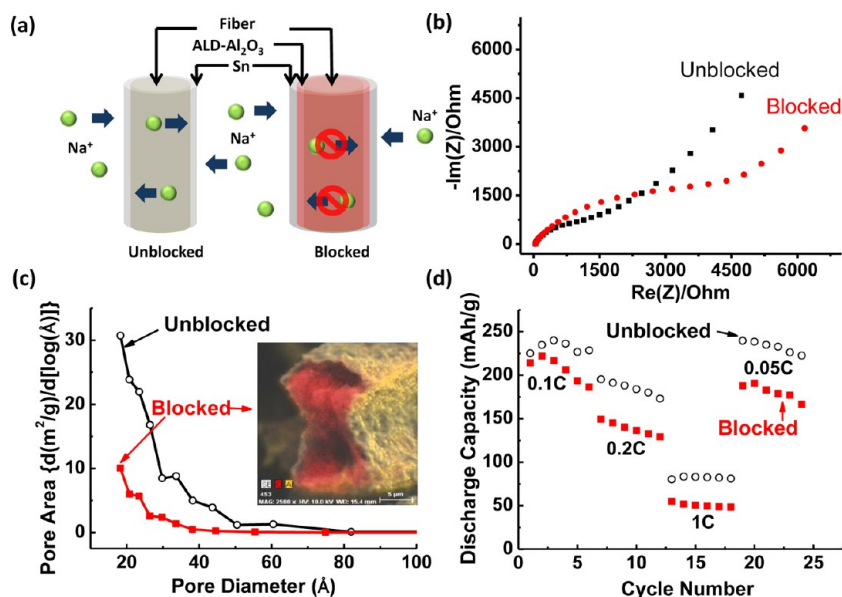 (a)
Fiber
ALD-Al₂O₃
Sn
Na⁺
Na⁺
Na⁺
Unblocked
Blocked
(b)
6000
4500
3000
1500
0
-Im(Z)/Ohm
Unblocked
Blocked
0 1500 3000 4500 6000
Re(Z)/Ohm
(c)
30
20
10
0
Pore Area {d(m²/g)/d[log(Å)]}
Unblocked
Blocked
5 µm
20 40 60 80 100
Pore Diameter (Å)
(d)
250
200
150
100
50
0
Discharge Capacity (mAh/g)
Unblocked
0.1C
0.05C
Blocked
0.2C
1C
0 5 10 15 20 25
Cycle Number